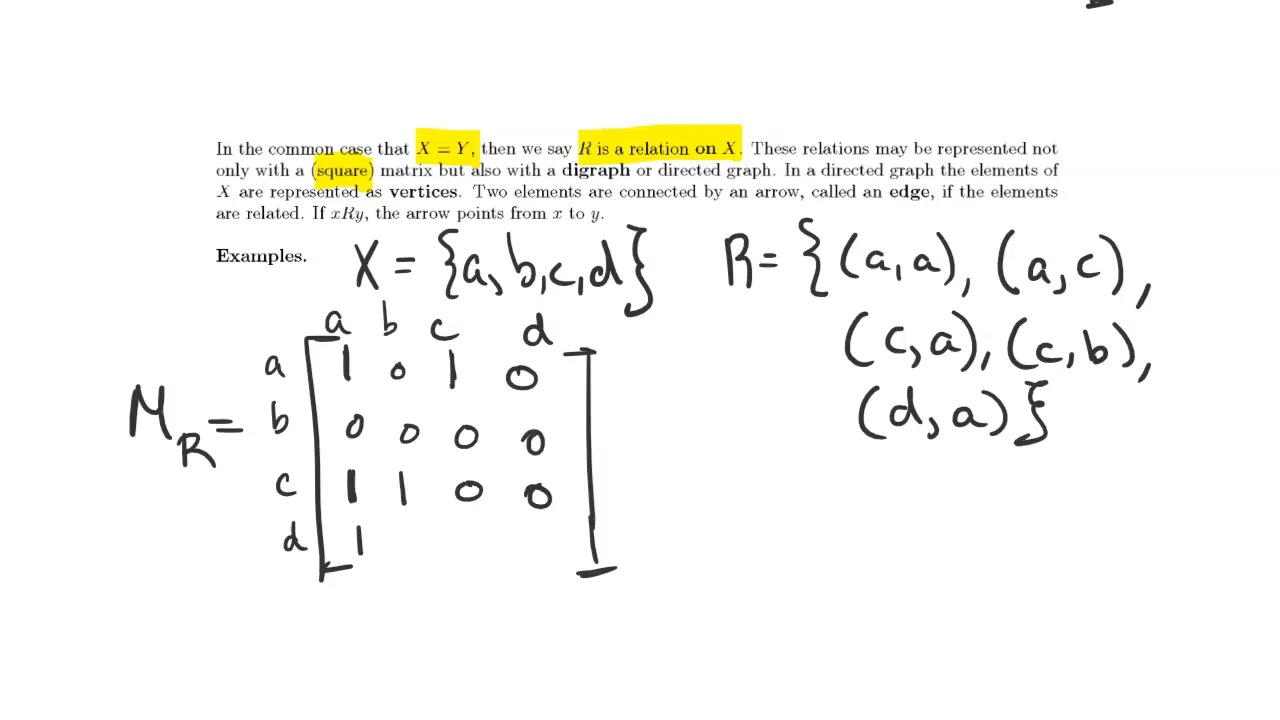 In the common case that X = Y, then we say R is a relation on X. These relations may be represented not
only with a (square) matrix but also with a digraph or directed graph. In a directed graph the elements of
X are represented as vertices. Two elements are connected by an arrow, called an edge, if the elements
are related. If xRy, the arrow points from x to y.
Examples. X = {a, b, c, d} R = {(a, a), (a, c),
(c, a), (c, b),
(d, a)}
a b c d
a 1 0 1 0
M_R = b 0 0 0 0
c 1 1 0 0
d 1